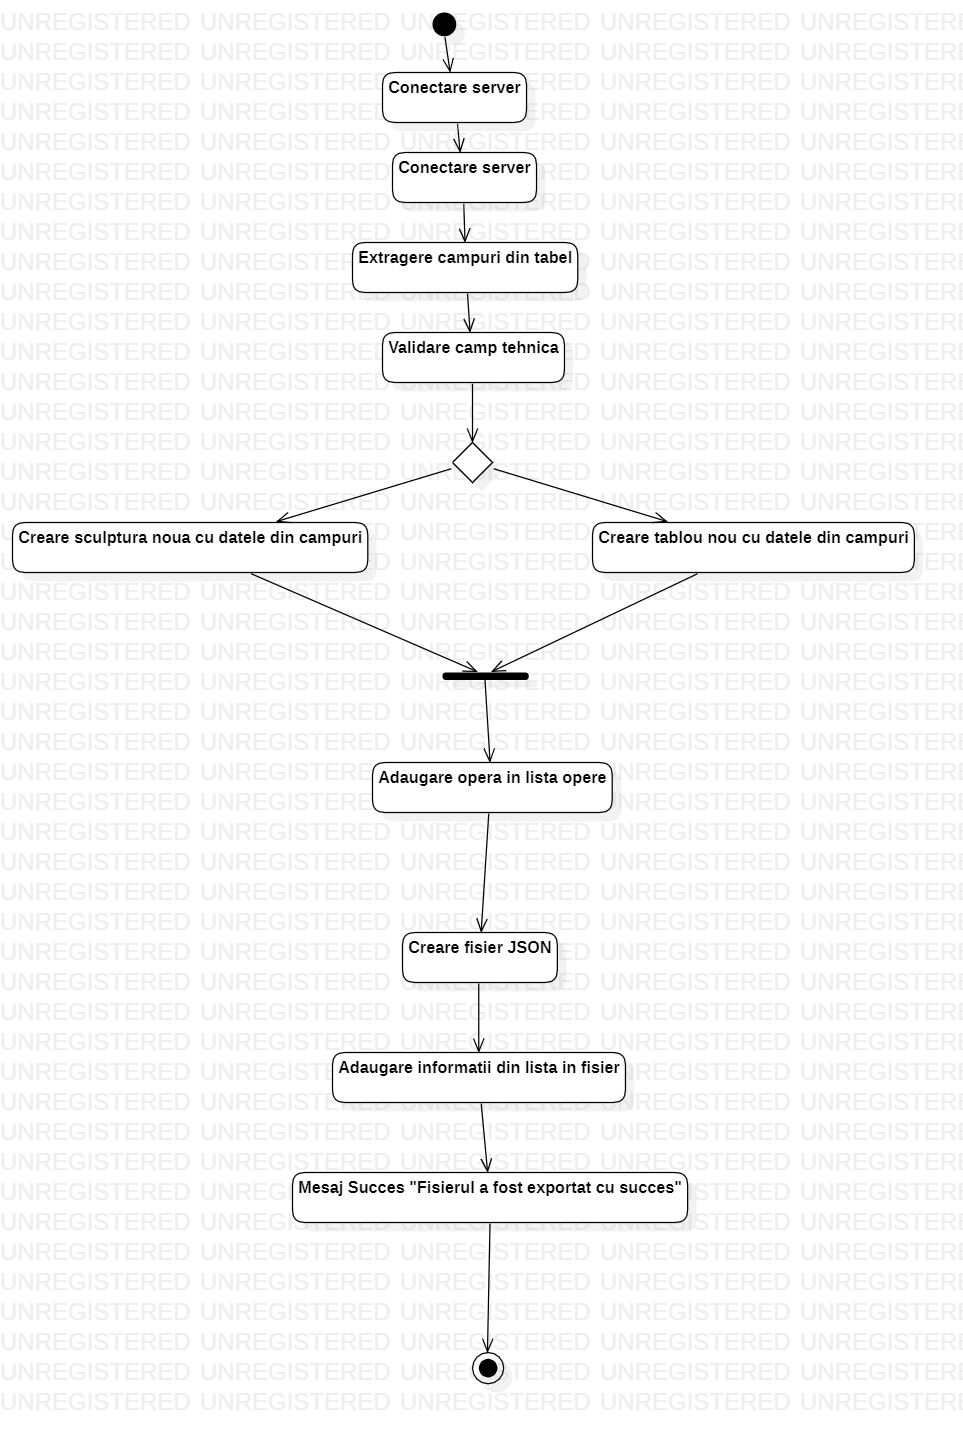 Conectare server
Conectare server
Extragere campuri din tabel
Validare camp tehnica
Creare sculptura noua cu datele din campuri
Creare tablou nou cu datele din campuri
Adaugare opera in lista opere
Creare fisier JSON
Adaugare informatii din lista in fisier
Mesaj Succes "Fisierul a fost exportat cu succes"
UNREGISTERED